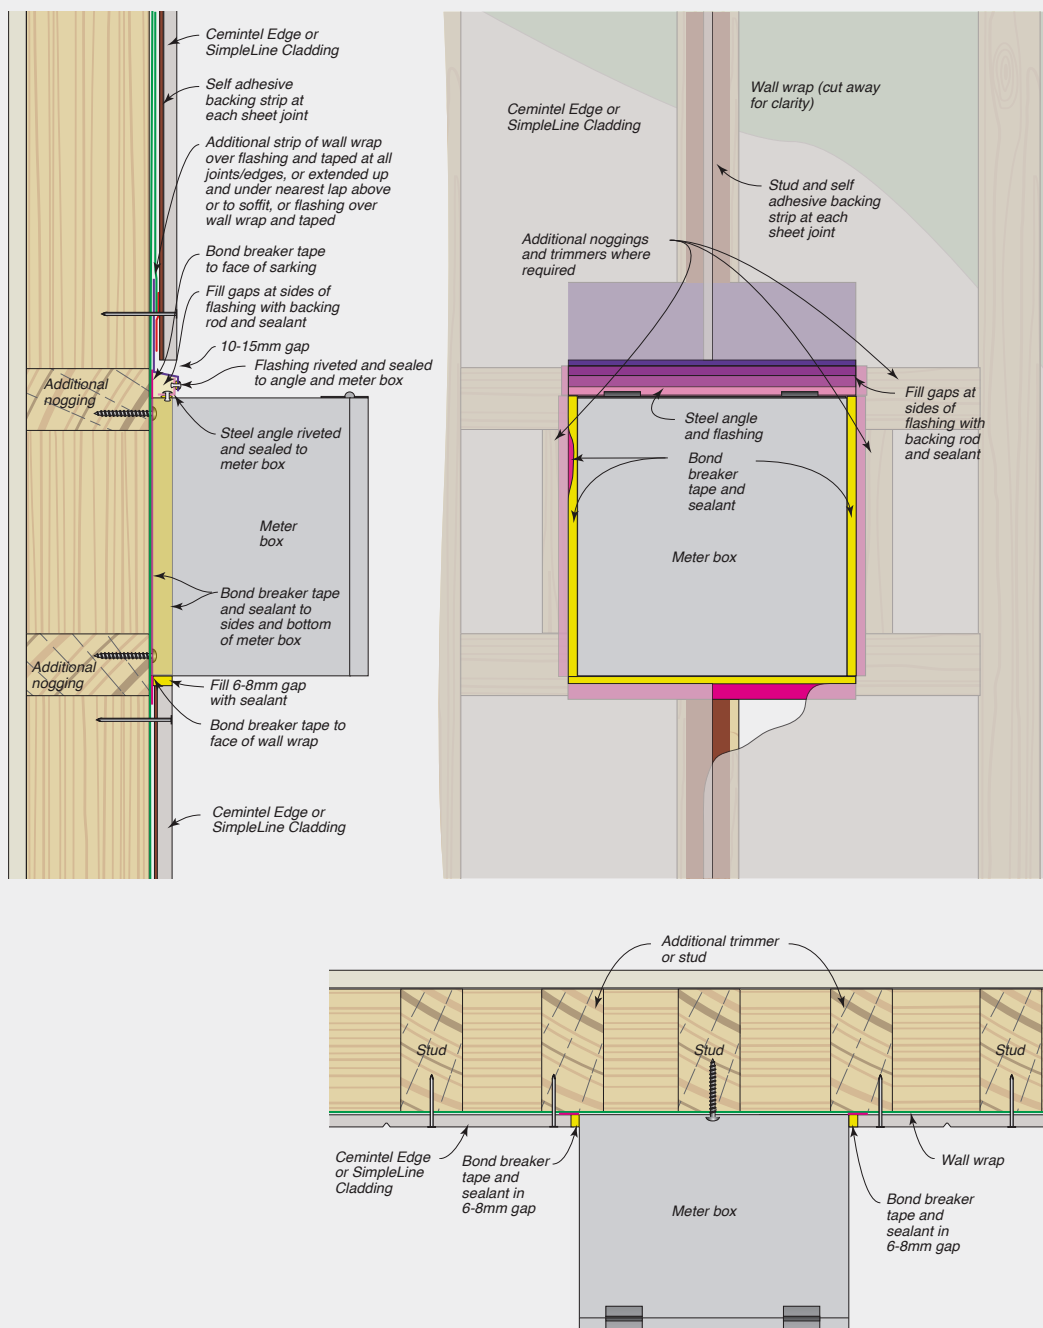 Cemintel Edge or
SimpleLine Cladding
Self adhesive
backing strip at
each sheet joint
Additional strip of wall wrap
over flashing and taped at all
joints/edges, or extended up
and under nearest lap above
or to soffit, or flashing over
wall wrap and taped
Bond breaker tape
to face of sarking
Fill gaps at sides of
flashing with backing
rod and sealant
10-15mm gap
Flashing riveted and sealed
to angle and meter box
Additional
nogging
Steel angle riveted
and sealed to
meter box
Meter
box
Bond breaker tape
and sealant to
sides and bottom
of meter box
Additional
nogging
Fill 6-8mm gap
with sealant
Bond breaker tape to
face of wall wrap
Cemintel Edge or
SimpleLine Cladding
Cemintel Edge or
SimpleLine Cladding
Wall wrap (cut away
for clarity)
Stud and self
adhesive backing
strip at each
sheet joint
Additional noggings
and trimmers where
required
Fill gaps at
sides of
flashing with
backing rod
and sealant
Steel angle
and flashing
Bond
breaker
tape and
sealant
Meter box
Additional trimmer
or stud
Stud
Stud
Stud
Cemintel Edge
or SimpleLine
Cladding
Bond breaker
tape and
sealant in
6-8mm gap
Wall wrap
Bond breaker
tape and
sealant in
6-8mm gap
Meter box